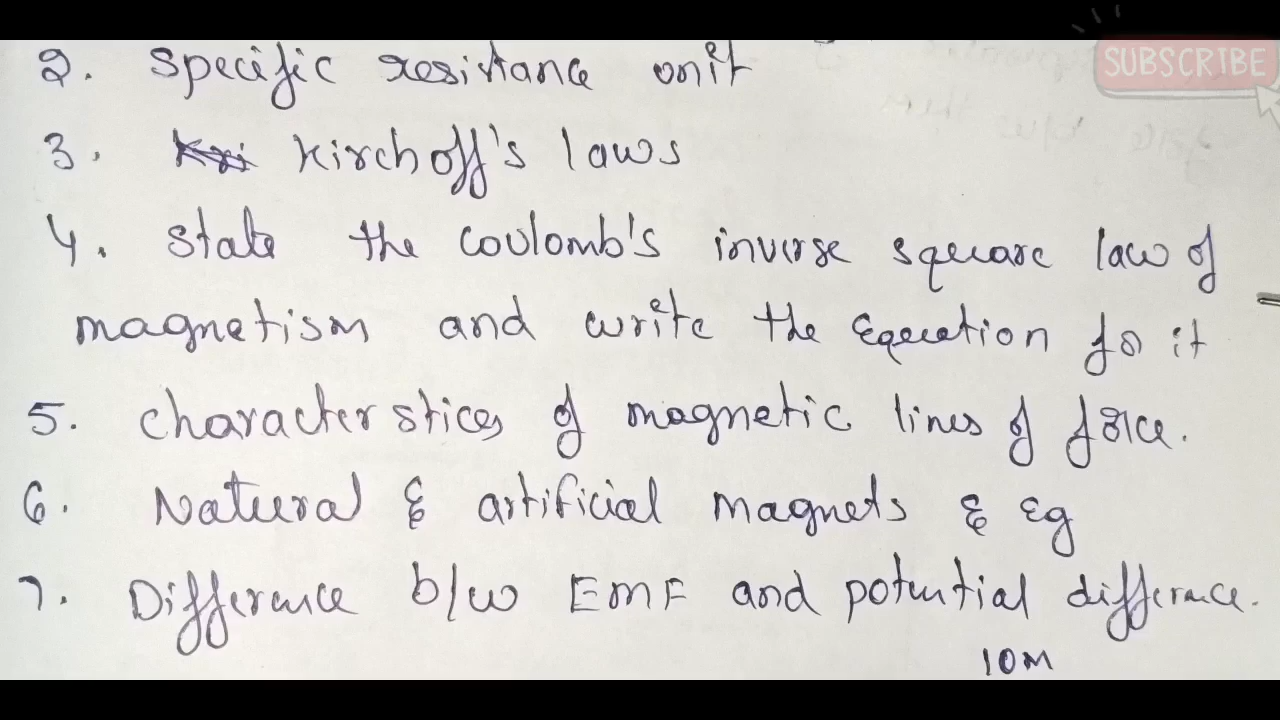 SUBSCRIBE
2. Specific resistance unit
3. Kirchoff's laws
4. State the coulomb's inverse square law of
magnetism and write the Equation for it
5. Characterstices of magnetic lines of force.
6. Natural & artificial magnets & Eg
7. Difference b/w EMF and potential difference.
10M